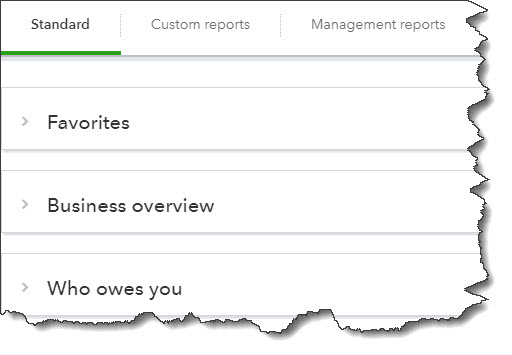 Standard Custom reports Management reports
Favorites
Business overview
Who owes you